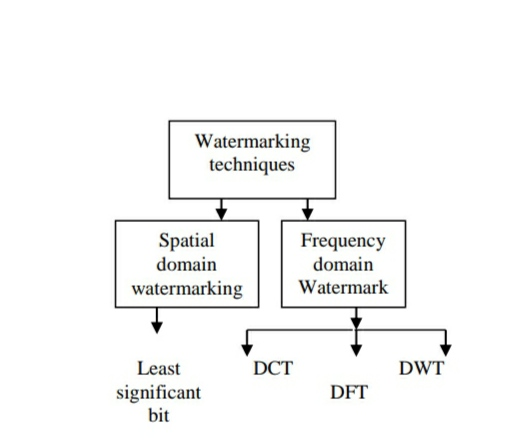 Watermarking
techniques
Spatial
domain
watermarking
Frequency
domain
Watermark
Least
significant
bit
DCT
DFT
DWT